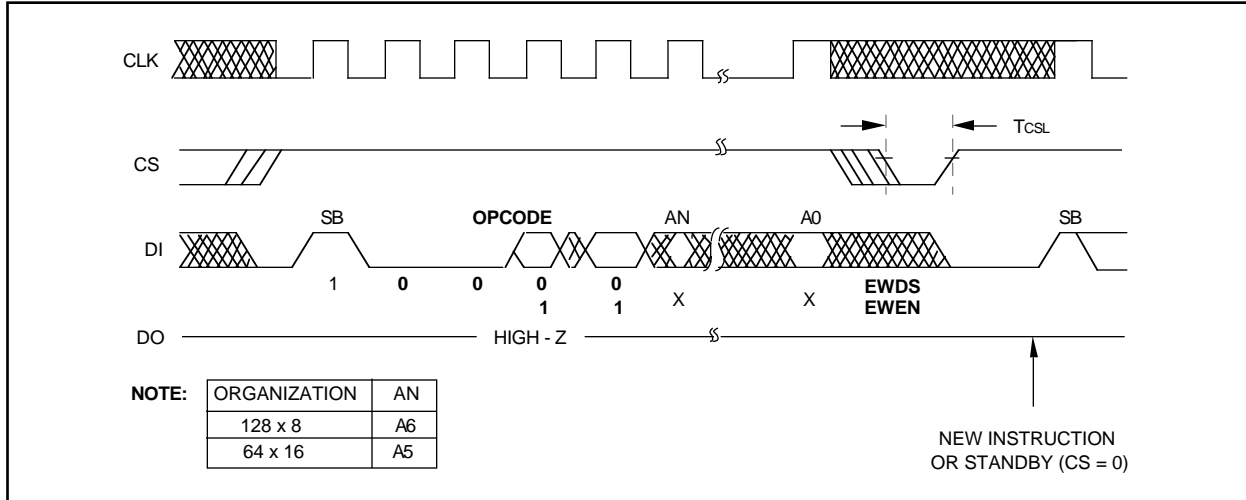 CLK
TCSL
CS
SB OPCODE AN A0 SB
DI
1 0 0 0 0 X X EWDS
1 1 EWEN
DO HIGH - Z
NOTE: ORGANIZATION AN
128 x 8 A6
64 x 16 A5
NEW INSTRUCTION
OR STANDBY (CS = 0)